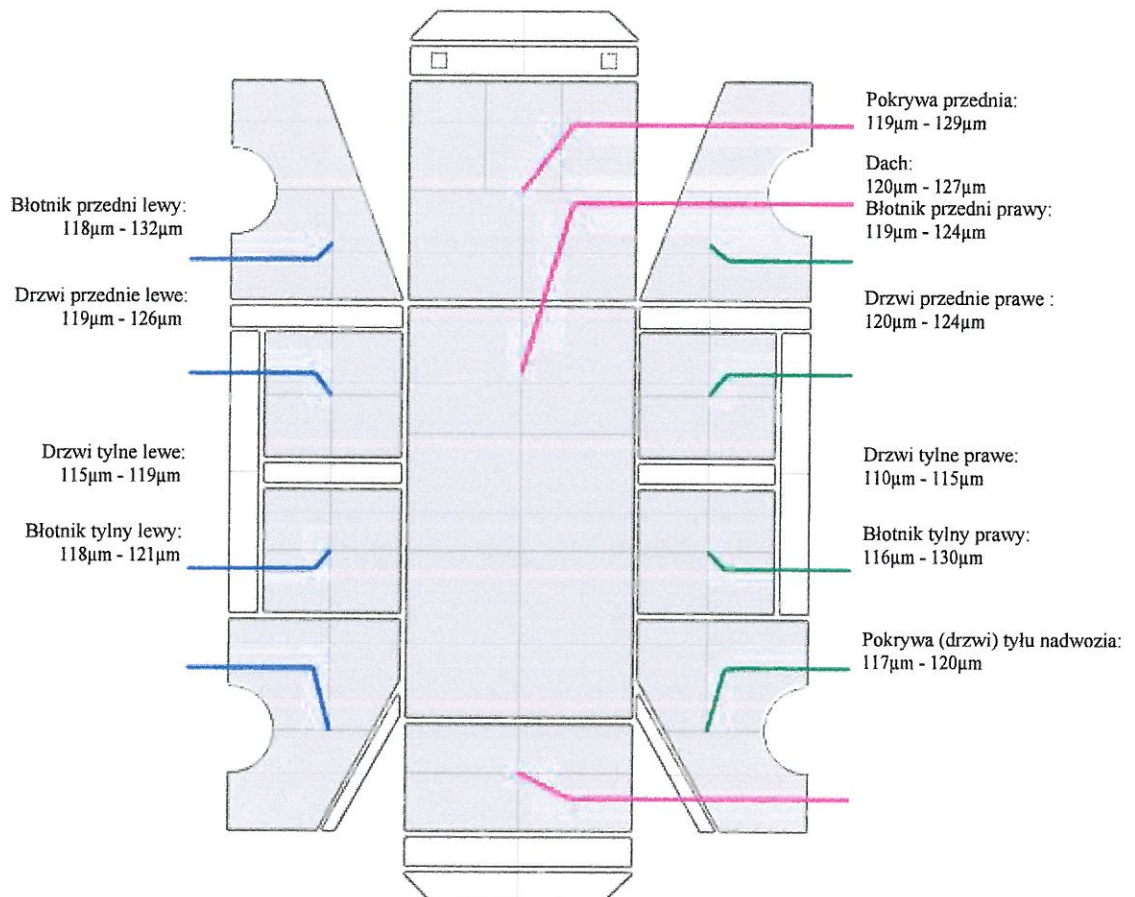 Pokrywa przednia:
119µm - 129µm
Dach:
120µm - 127µm
Błotnik przedni prawy:
119µm - 124µm
Błotnik przedni lewy:
118µm - 132µm
Drzwi przednie lewe:
119µm - 126µm
Drzwi przednie prawe :
120µm - 124µm
Drzwi tylne lewe:
115µm - 119µm
Drzwi tylne prawe:
110µm - 115µm
Błotnik tylny lewy:
118µm - 121µm
Błotnik tylny prawy:
116µm - 130µm
Pokrywa (drzwi) tyłu nadwozia:
117µm - 120µm